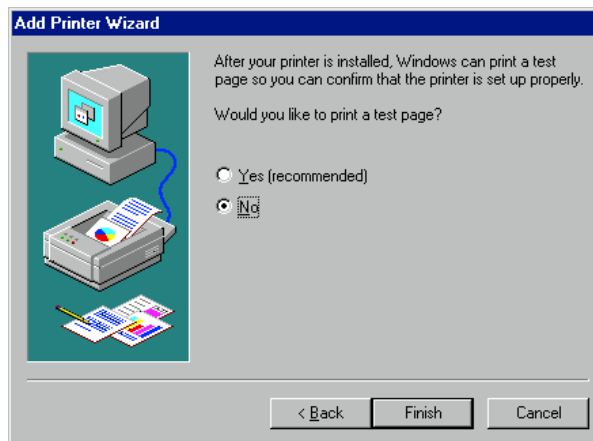 Add Printer Wizard
After your printer is installed, Windows can print a test
page so you can confirm that the printer is set up properly.
Would you like to print a test page?
Yes (recommended)
No
< Back Finish Cancel